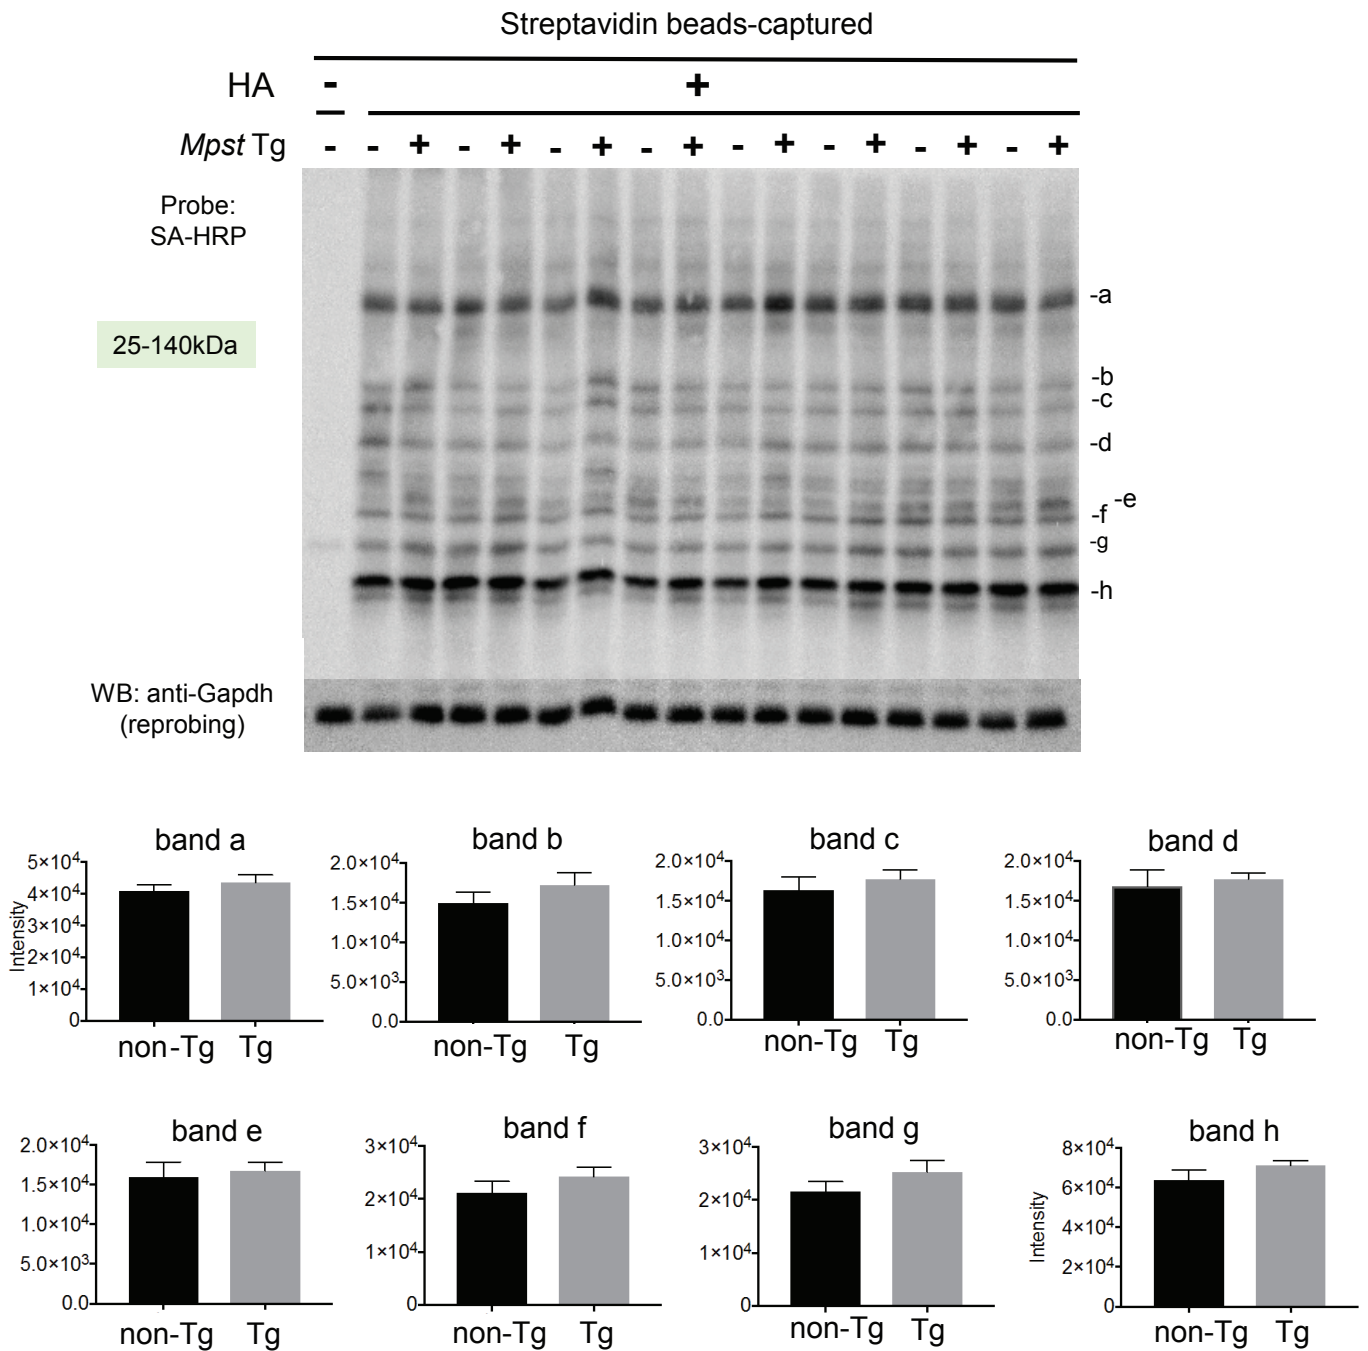 Streptavidin beads-captured
HA - +
Mpst Tg - - + - + - + - + - + - + - + - +
Probe:
SA-HRP
-a
25-140kDa
-b
-c
-d
-e
-f
-g
-h
WB: anti-Gapdh
(reprobing)
band a
Intensity
5×10⁴
4×10⁴
3×10⁴
2×10⁴
1×10⁴
0
non-Tg Tg
band b
2.0×10⁴
1.5×10⁴
1.0×10⁴
5.0×10³
0.0
non-Tg Tg
band c
2.0×10⁴
1.5×10⁴
1.0×10⁴
5.0×10³
0.0
non-Tg Tg
band d
2.0×10⁴
1.5×10⁴
1.0×10⁴
5.0×10³
0.0
non-Tg Tg
band e
2.0×10⁴
1.5×10⁴
1.0×10⁴
5.0×10³
0.0
non-Tg Tg
band f
3×10⁴
2×10⁴
1×10⁴
0
non-Tg Tg
band g
3×10⁴
2×10⁴
1×10⁴
0
non-Tg Tg
band h
Intensity
8×10⁴
6×10⁴
4×10⁴
2×10⁴
0
non-Tg Tg